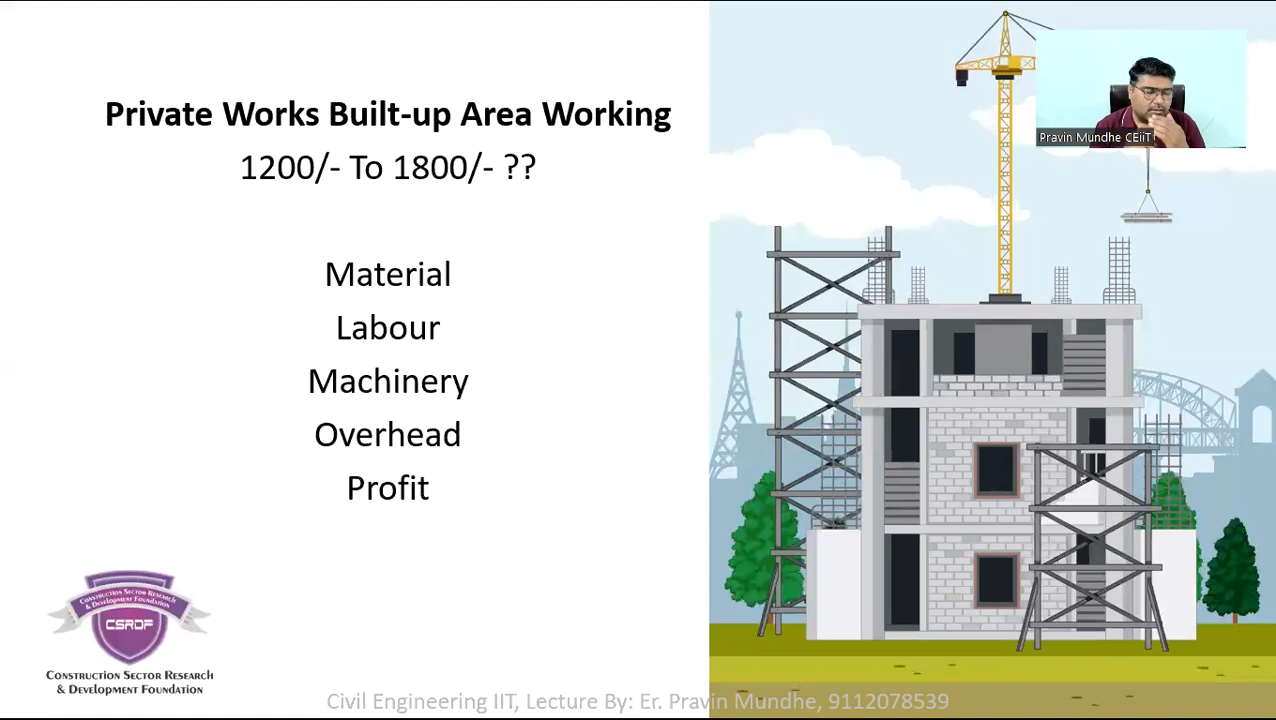 Private Works Built-up Area Working
1200/- To 1800/- ??
Material
Labour
Machinery
Overhead
Profit
Pravin Mundhe CEiiT
CONSTRUCTION SECTOR RESEARCH
& DEVELOPMENT FOUNDATION
CSRDF
CONSTRUCTION SECTOR RESEARCH
& DEVELOPMENT FOUNDATION
Civil Engineering IIT, Lecture By: Er. Pravin Mundhe, 9112078539